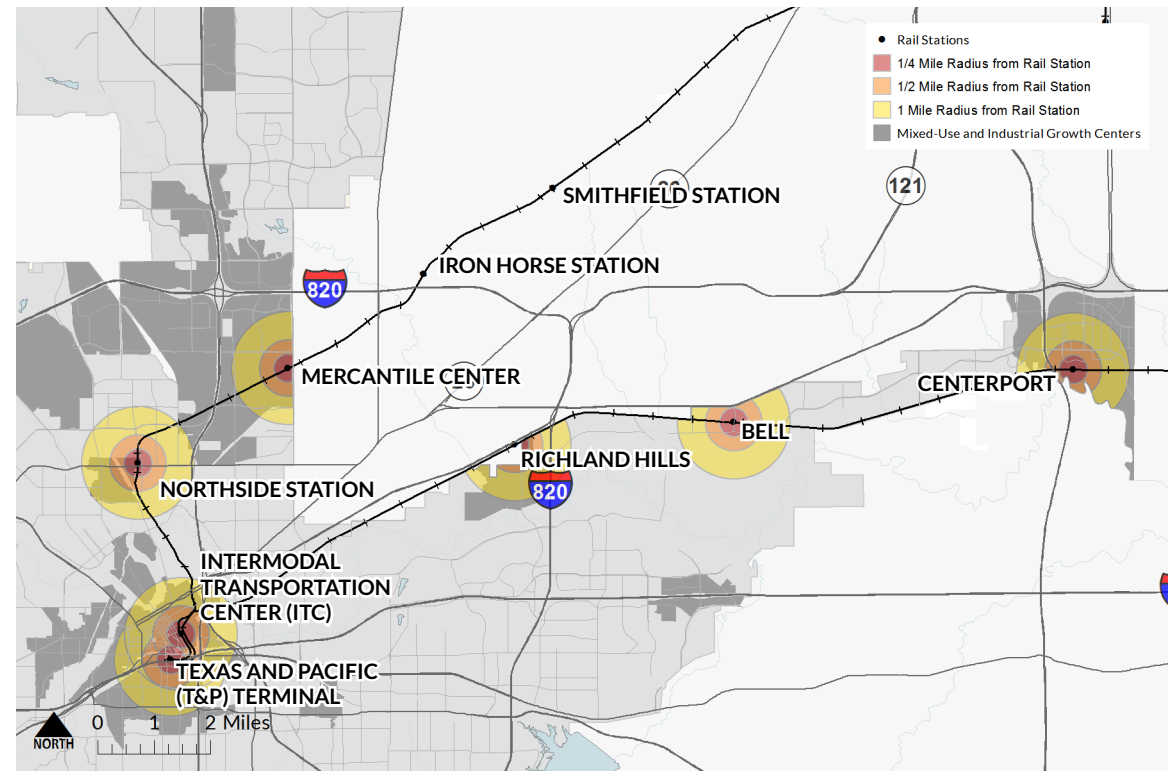 Rail Stations
1/4 Mile Radius from Rail Station
1/2 Mile Radius from Rail Station
1 Mile Radius from Rail Station
Mixed-Use and Industrial Growth Centers
121
SMITHFIELD STATION
IRON HORSE STATION
820
MERCANTILE CENTER
CENTERPORT
BELL
RICHLAND HILLS
820
NORTHSIDE STATION
INTERMODAL
TRANSPORTATION
CENTER (ITC)
TEXAS AND PACIFIC
(T&P) TERMINAL
0 1 2 Miles
NORTH